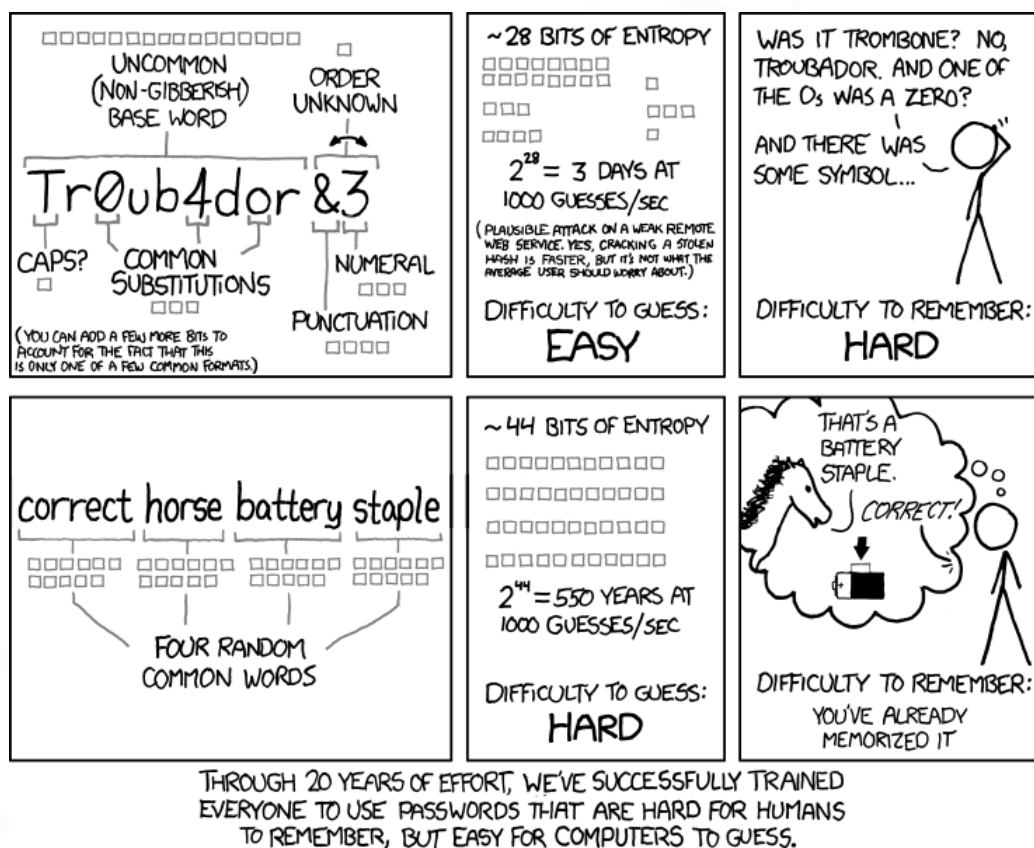 UNCOMMON
(NON-GIBBERISH)
BASE WORD
ORDER
UNKNOWN
Tr0ub4dor &3
CAPS?
COMMON
SUBSTITUTIONS
NUMERAL
PUNCTUATION
(YOU CAN ADD A FEW MORE BITS TO
ACCOUNT FOR THE FACT THAT THIS
IS ONLY ONE OF A FEW COMMON FORMATS.)
~28 BITS OF ENTROPY
2^28 = 3 DAYS AT
1000 GUESSES/SEC
(PLAUSIBLE ATTACK ON A WEAK REMOTE
WEB SERVICE. YES, CRACKING A STOLEN
HASH IS FASTER, BUT IT'S NOT WHAT THE
AVERAGE USER SHOULD WORRY ABOUT.)
DIFFICULTY TO GUESS:
EASY
WAS IT TROMBONE? NO,
TROUBADOR. AND ONE OF
THE Os WAS A ZERO?
AND THERE WAS
SOME SYMBOL...
DIFFICULTY TO REMEMBER:
HARD
correct horse battery staple
FOUR RANDOM
COMMON WORDS
~44 BITS OF ENTROPY
2^44 = 550 YEARS AT
1000 GUESSES/SEC
DIFFICULTY TO GUESS:
HARD
THAT'S A
BATTERY
STAPLE.
CORRECT!
DIFFICULTY TO REMEMBER:
YOU'VE ALREADY
MEMORIZED IT
THROUGH 20 YEARS OF EFFORT, WE'VE SUCCESSFULLY TRAINED
EVERYONE TO USE PASSWORDS THAT ARE HARD FOR HUMANS
TO REMEMBER, BUT EASY FOR COMPUTERS TO GUESS.